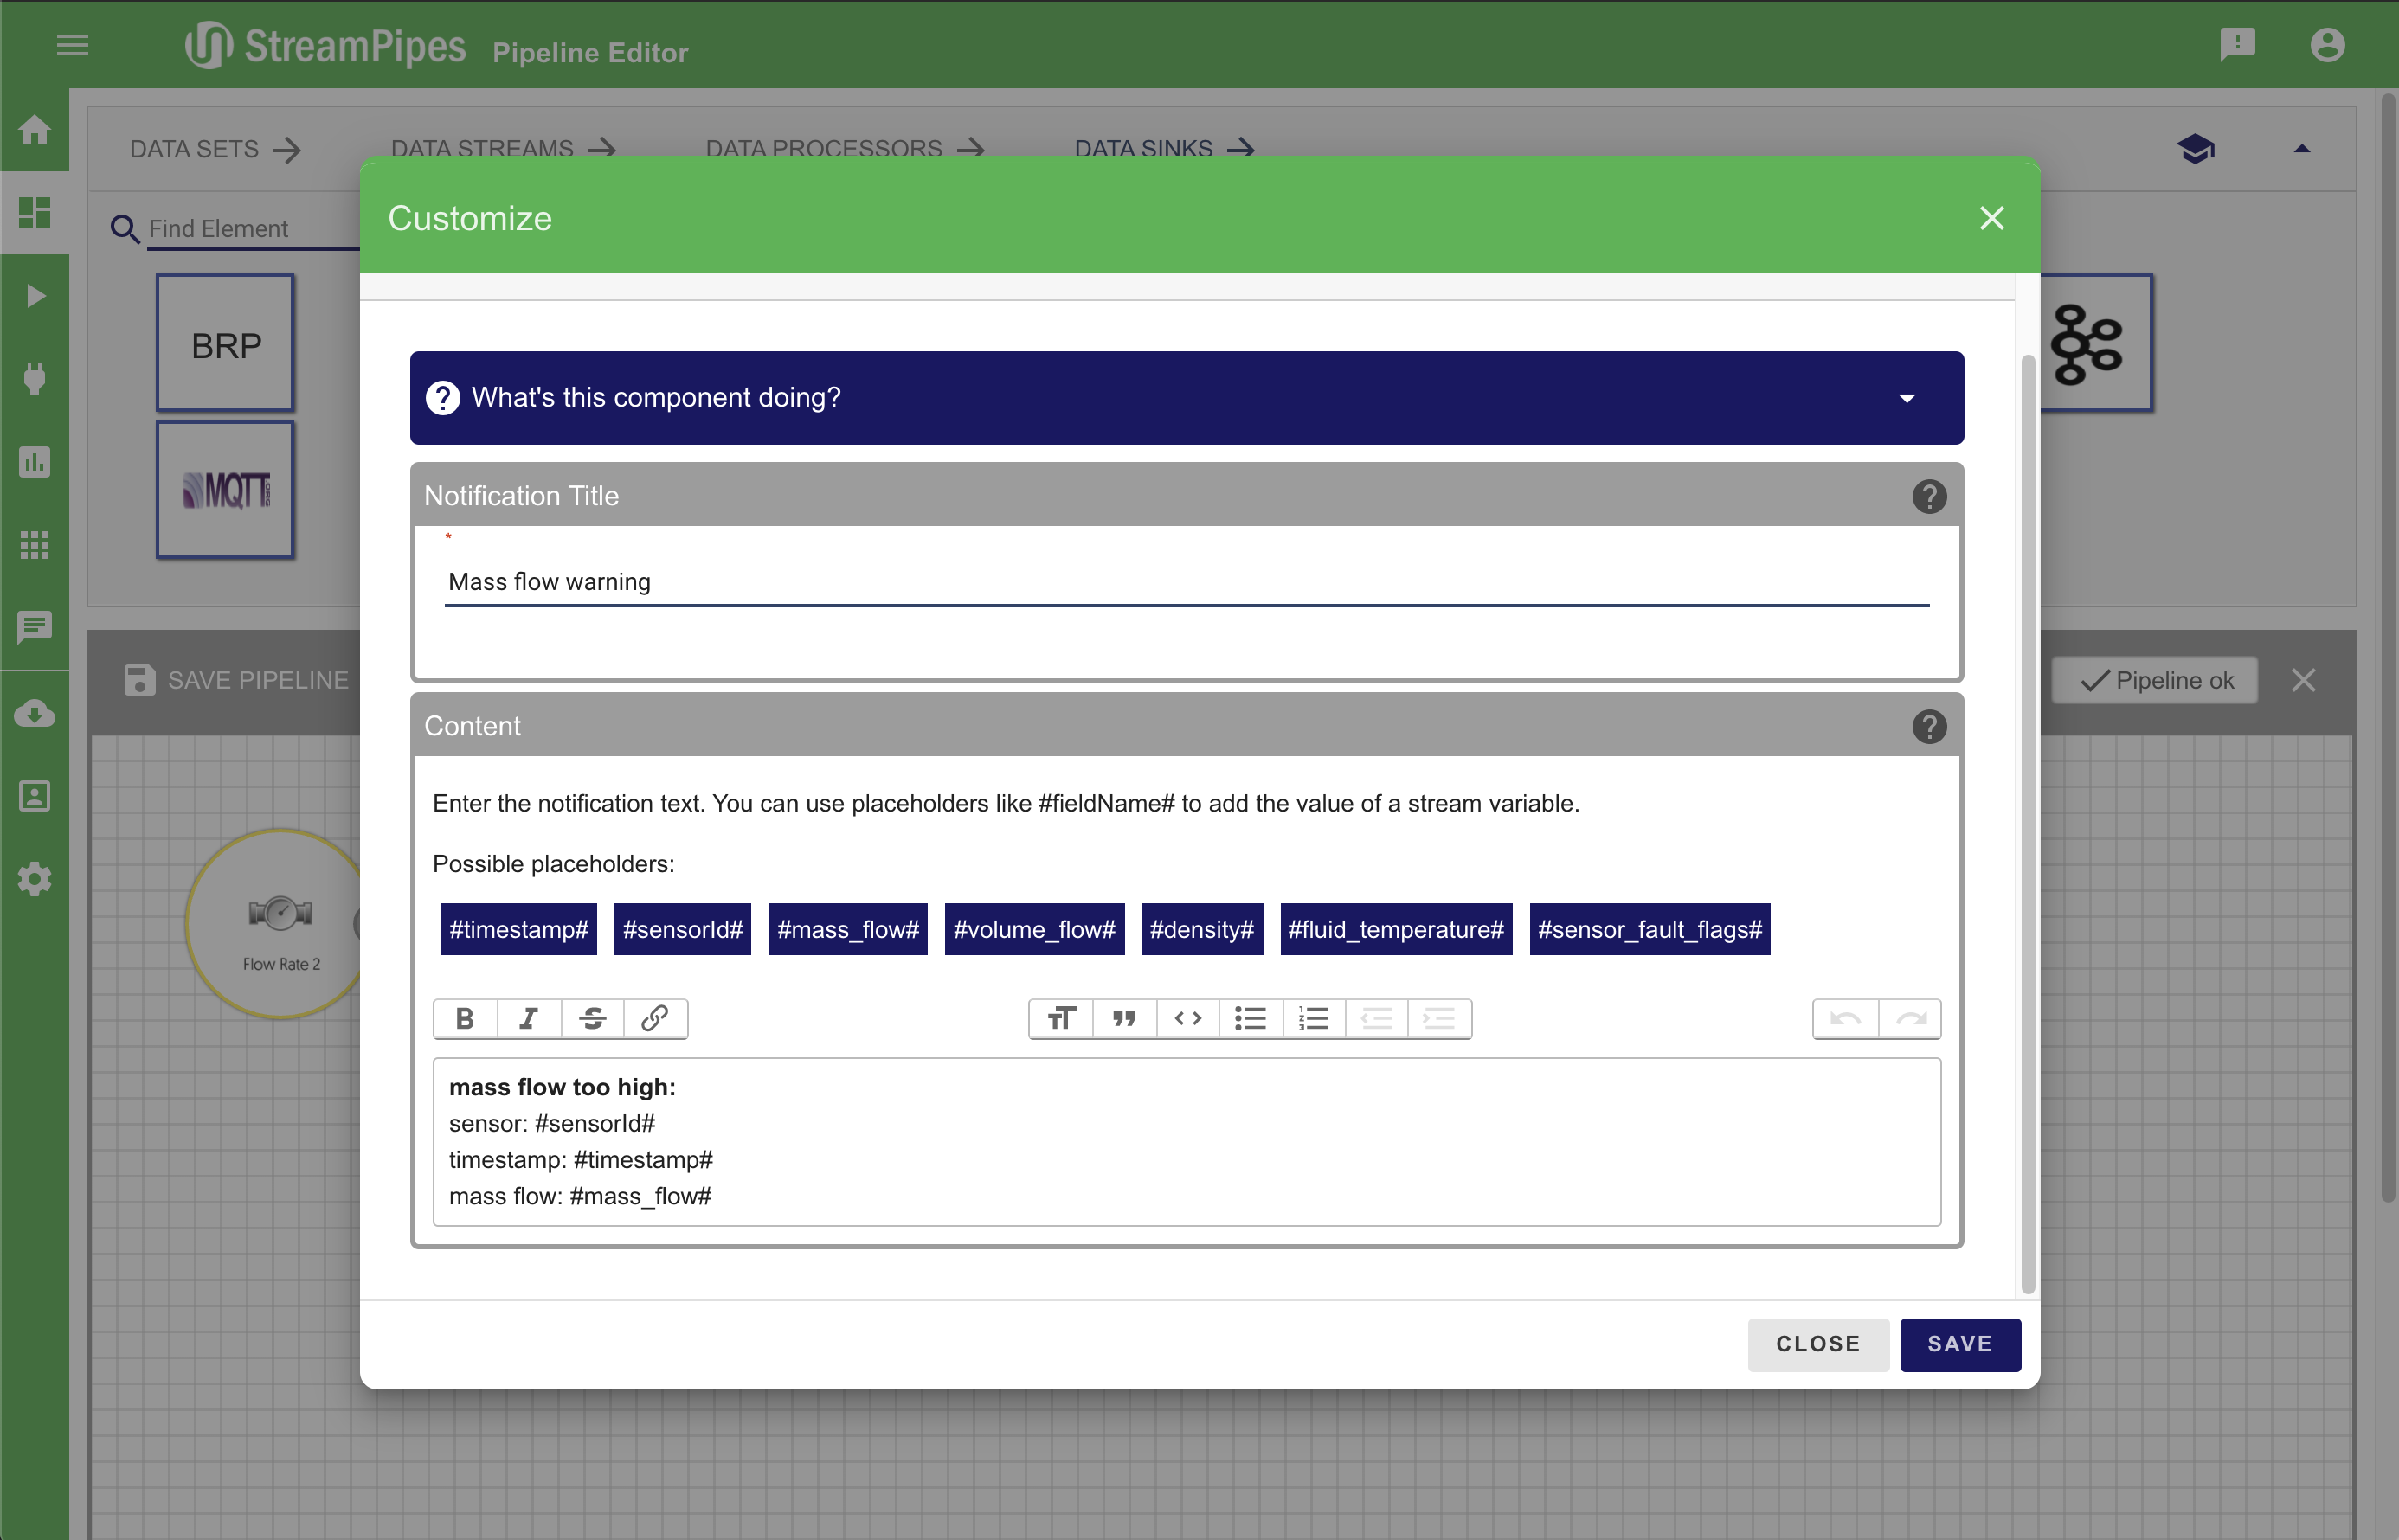 StreamPipes Pipeline Editor
DATA SETS DATA STREAMS DATA PROCESSORS DATA SINKS
Find Element
BRP
MQTT.ORG
SAVE PIPELINE
Pipeline ok
Flow Rate 2
Customize
? What's this component doing?
Notification Title ?
*
Mass flow warning
Content ?
Enter the notification text. You can use placeholders like #fieldName# to add the value of a stream variable.
Possible placeholders:
#timestamp# #sensorId# #mass_flow# #volume_flow# #density# #fluid_temperature# #sensor_fault_flags#
mass flow too high:
sensor: #sensorId#
timestamp: #timestamp#
mass flow: #mass_flow#
CLOSE SAVE